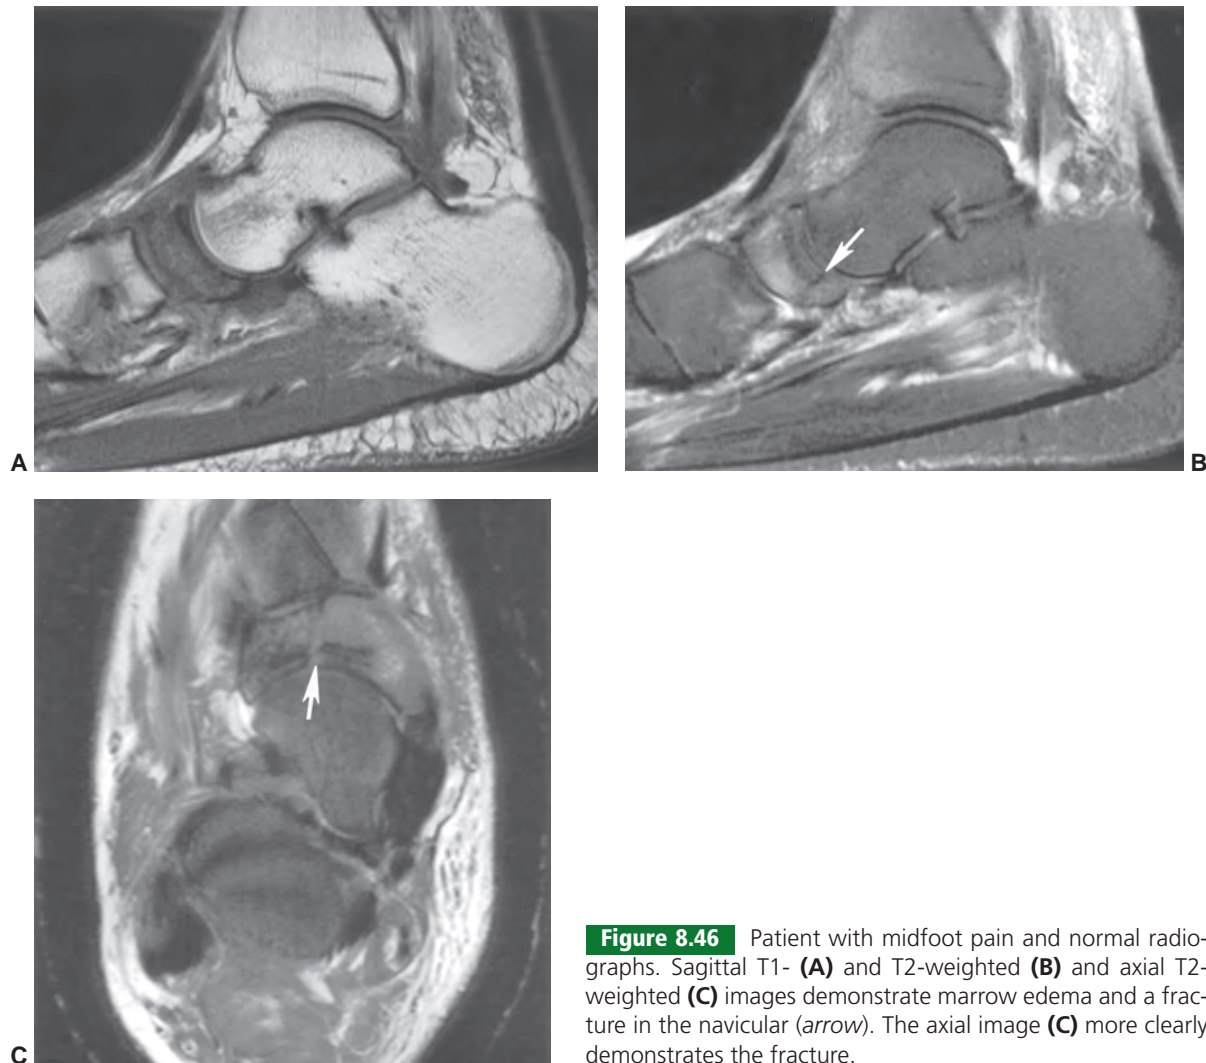 A
B
C
Figure 8.46 Patient with midfoot pain and normal radio-
graphs. Sagittal T1- (A) and T2-weighted (B) and axial T2-
weighted (C) images demonstrate marrow edema and a frac-
ture in the navicular (arrow). The axial image (C) more clearly
demonstrates the fracture.